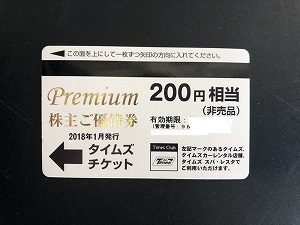 この面を上にして一枚ずつ矢印の方向に入れてください。
Premium
株主ご優待券
2018年1月発行
タイムズ
チケット
200円相当
(非売品)
有効期限:
(管理番号:
Times Club
左記マークのあるタイムズ、
タイムズカーレンタル店舗、
タイムズ スパ・レスタで
ご利用いただけます。